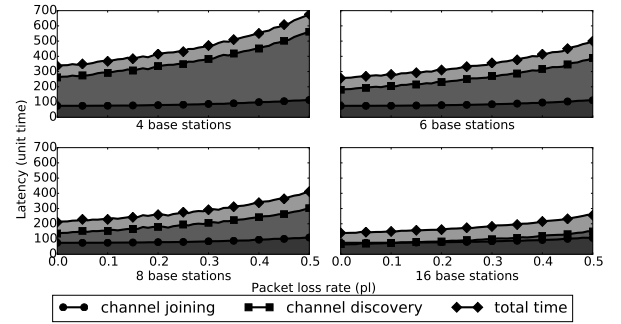 700
600
500
400
300
200
100
0
4 base stations
6 base stations
Latency (unit time)
700
600
500
400
300
200
100
0
0.0 0.1 0.2 0.3 0.4 0.5 0.0 0.1 0.2 0.3 0.4 0.5
8 base stations
16 base stations
Packet loss rate (pl)
channel joining channel discovery total time